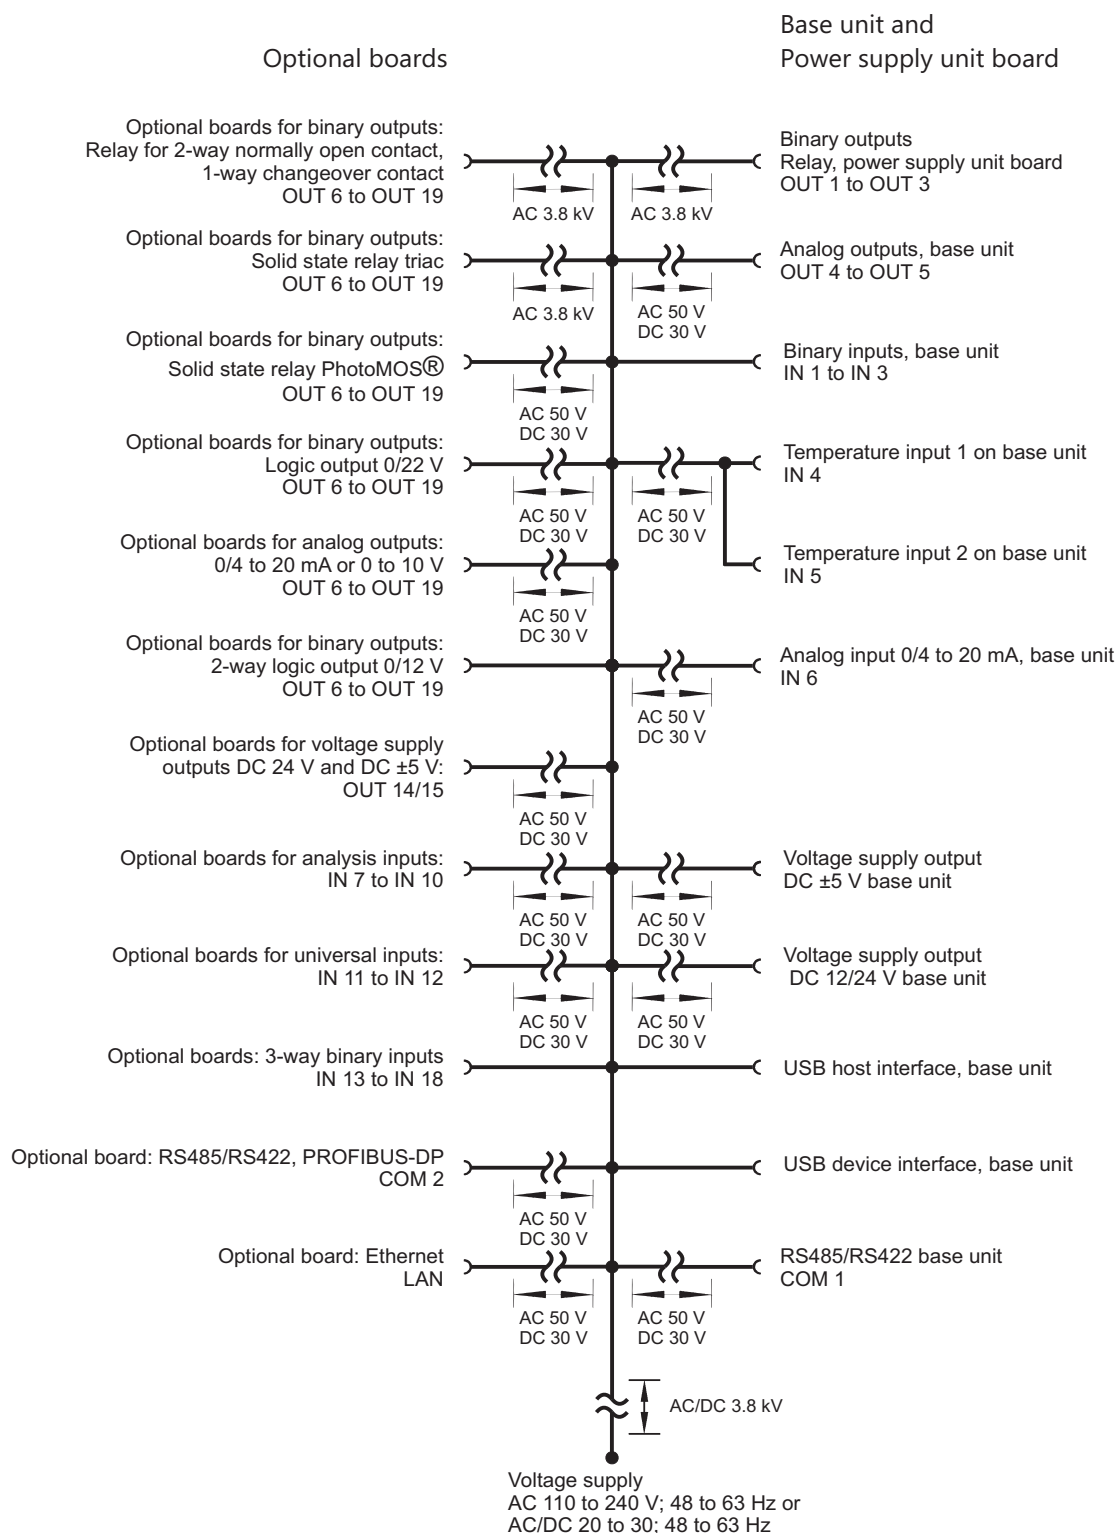 Base unit and
Optional boards
Power supply unit board
Optional boards for binary outputs:
Relay for 2-way normally open contact,
1-way changeover contact
OUT 6 to OUT 19
AC 3.8 kV
AC 3.8 kV
Binary outputs
Relay, power supply unit board
OUT 1 to OUT 3
Optional boards for binary outputs:
Solid state relay triac
OUT 6 to OUT 19
AC 3.8 kV
AC 50 V
DC 30 V
Analog outputs, base unit
OUT 4 to OUT 5
Optional boards for binary outputs:
Solid state relay PhotoMOS®
OUT 6 to OUT 19
AC 50 V
DC 30 V
Binary inputs, base unit
IN 1 to IN 3
Optional boards for binary outputs:
Logic output 0/22 V
OUT 6 to OUT 19
AC 50 V
DC 30 V
AC 50 V
DC 30 V
Temperature input 1 on base unit
IN 4
Optional boards for analog outputs:
0/4 to 20 mA or 0 to 10 V
OUT 6 to OUT 19
AC 50 V
DC 30 V
Temperature input 2 on base unit
IN 5
Optional boards for binary outputs:
2-way logic output 0/12 V
OUT 6 to OUT 19
AC 50 V
DC 30 V
Analog input 0/4 to 20 mA, base unit
IN 6
Optional boards for voltage supply
outputs DC 24 V and DC ±5 V:
OUT 14/15
AC 50 V
DC 30 V
Optional boards for analysis inputs:
IN 7 to IN 10
AC 50 V
DC 30 V
AC 50 V
DC 30 V
Voltage supply output
DC ±5 V base unit
Optional boards for universal inputs:
IN 11 to IN 12
AC 50 V
DC 30 V
AC 50 V
DC 30 V
Voltage supply output
DC 12/24 V base unit
Optional boards: 3-way binary inputs
IN 13 to IN 18
USB host interface, base unit
Optional board: RS485/RS422, PROFIBUS-DP
COM 2
AC 50 V
DC 30 V
USB device interface, base unit
Optional board: Ethernet
LAN
AC 50 V
DC 30 V
AC 50 V
DC 30 V
RS485/RS422 base unit
COM 1
AC/DC 3.8 kV
Voltage supply
AC 110 to 240 V; 48 to 63 Hz or
AC/DC 20 to 30; 48 to 63 Hz